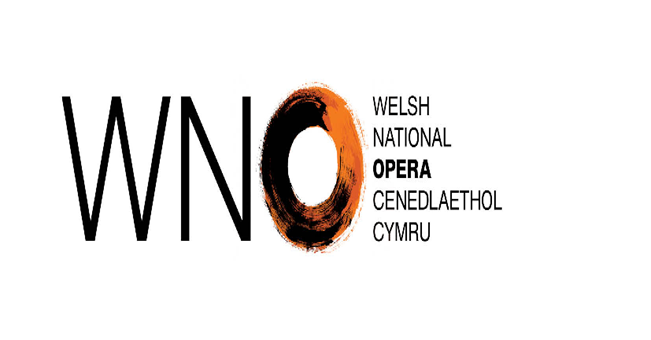 WNO
WELSH
NATIONAL
OPERA
CENEDLAETHOL
CYMRU